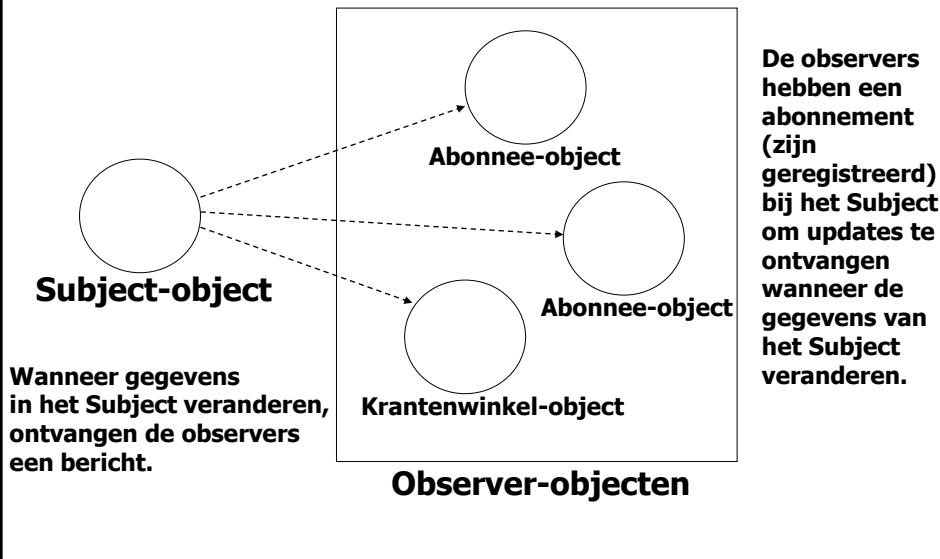 Abonnee-object
Subject-object
Abonnee-object
Krantenwinkel-object
Observer-objecten
Wanneer gegevens
in het Subject veranderen,
ontvangen de observers
een bericht.
De observers
hebben een
abonnement
(zijn
geregistreerd)
bij het Subject
om updates te
ontvangen
wanneer de
gegevens van
het Subject
veranderen.